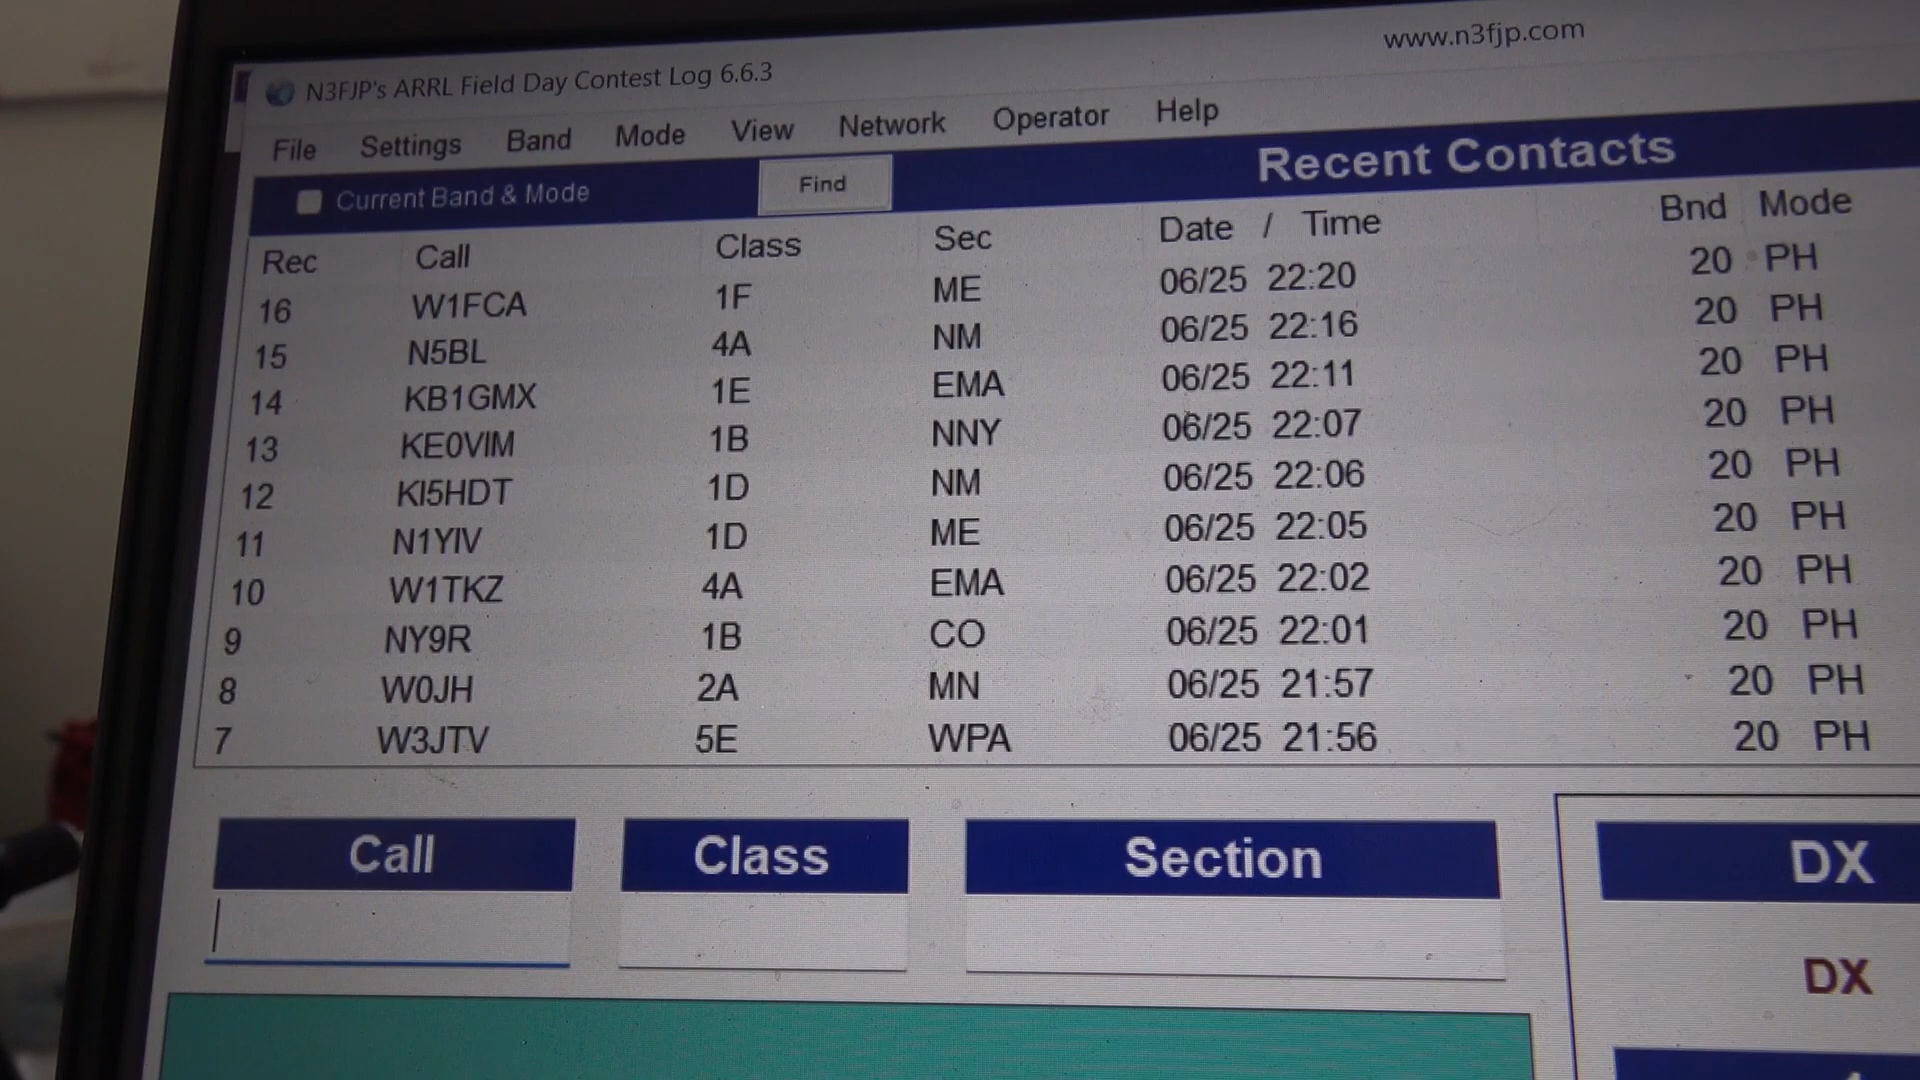 www.n3fjp.com
N3FJP's ARRL Field Day Contest Log 6.6.3
File Settings Band Mode View Network Operator Help
Current Band & Mode Find Recent Contacts
Rec Call Class Sec Date / Time Bnd Mode
16 W1FCA 1F ME 06/25 22:20 20 PH
15 N5BL 4A NM 06/25 22:16 20 PH
14 KB1GMX 1E EMA 06/25 22:11 20 PH
13 KE0VIM 1B NNY 06/25 22:07 20 PH
12 KI5HDT 1D NM 06/25 22:06 20 PH
11 N1YIV 1D ME 06/25 22:05 20 PH
10 W1TKZ 4A EMA 06/25 22:02 20 PH
9 NY9R 1B CO 06/25 22:01 20 PH
8 W0JH 2A MN 06/25 21:57 20 PH
7 W3JTV 5E WPA 06/25 21:56 20 PH
Call Class Section DX
DX